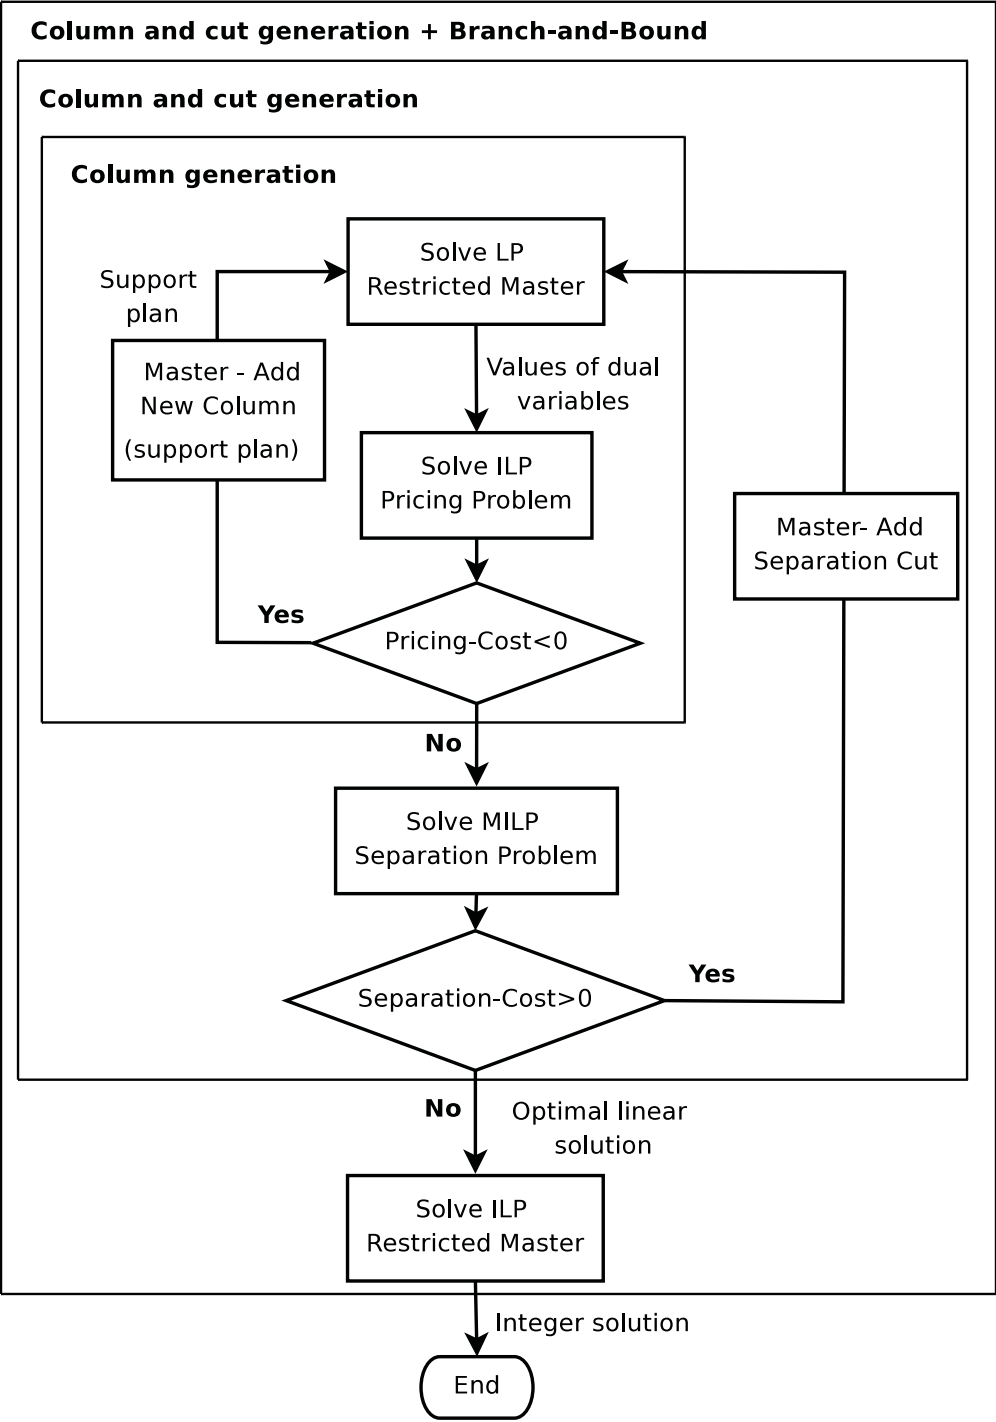 Column and cut generation + Branch-and-Bound
Column and cut generation
Column generation
Solve LP
Restricted Master
Support
plan
Master - Add
New Column
(support plan)
Values of dual
variables
Solve ILP
Pricing Problem
Master- Add
Separation Cut
Yes
Pricing-Cost<0
No
Solve MILP
Separation Problem
Yes
Separation-Cost>0
No
Optimal linear
solution
Solve ILP
Restricted Master
Integer solution
End